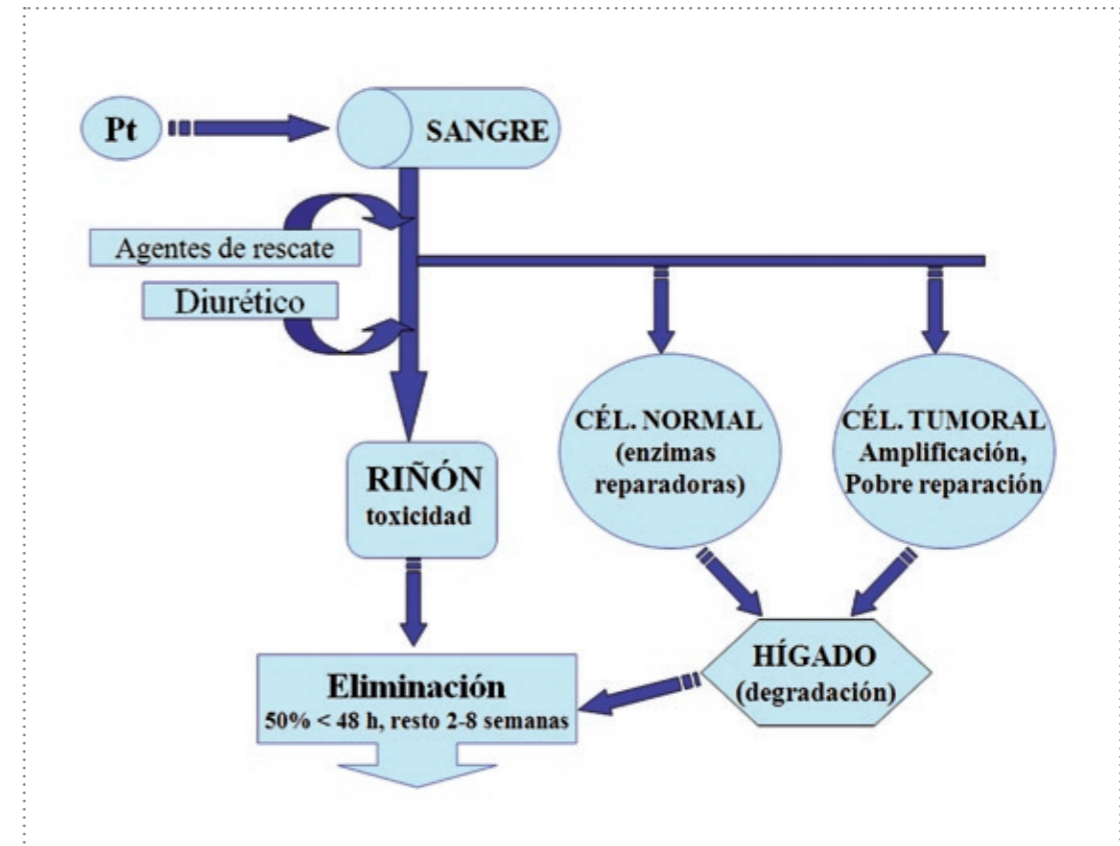 Pt
SANGRE
Agentes de rescate
Diurético
CÉL. NORMAL
(enzimas
reparadoras)
CÉL. TUMORAL
Amplificación,
Pobre reparación
RIÑÓN
toxicidad
HÍGADO
(degradación)
Eliminación
50% < 48 h, resto 2-8 semanas